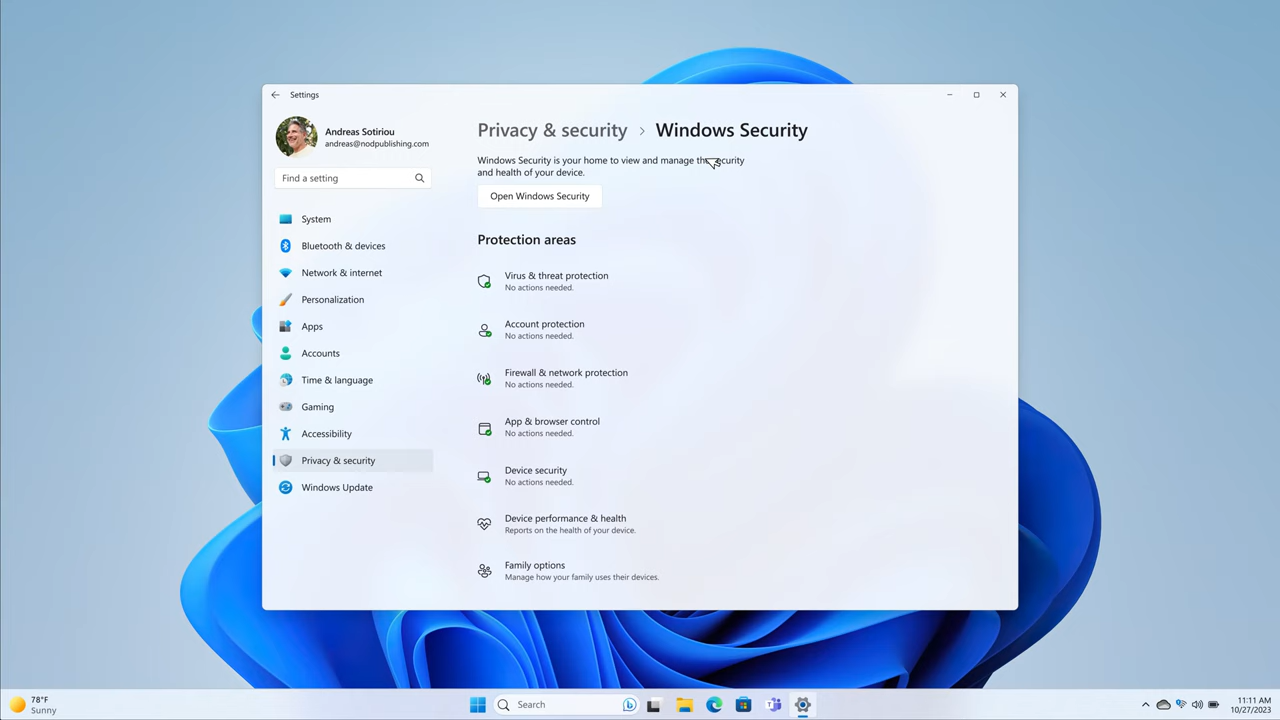 Settings
Andreas Sotiriou
andreas@nodpublishing.com
Find a setting
System
Bluetooth & devices
Network & internet
Personalization
Apps
Accounts
Time & language
Gaming
Accessibility
Privacy & security
Windows Update
Privacy & security > Windows Security
Windows Security is your home to view and manage the security
and health of your device.
Open Windows Security
Protection areas
Virus & threat protection
No actions needed.
Account protection
No actions needed.
Firewall & network protection
No actions needed.
App & browser control
No actions needed.
Device security
No actions needed.
Device performance & health
Reports on the health of your device.
Family options
Manage how your family uses their devices.
78°F
Sunny
Search
11:11 AM
10/27/2023